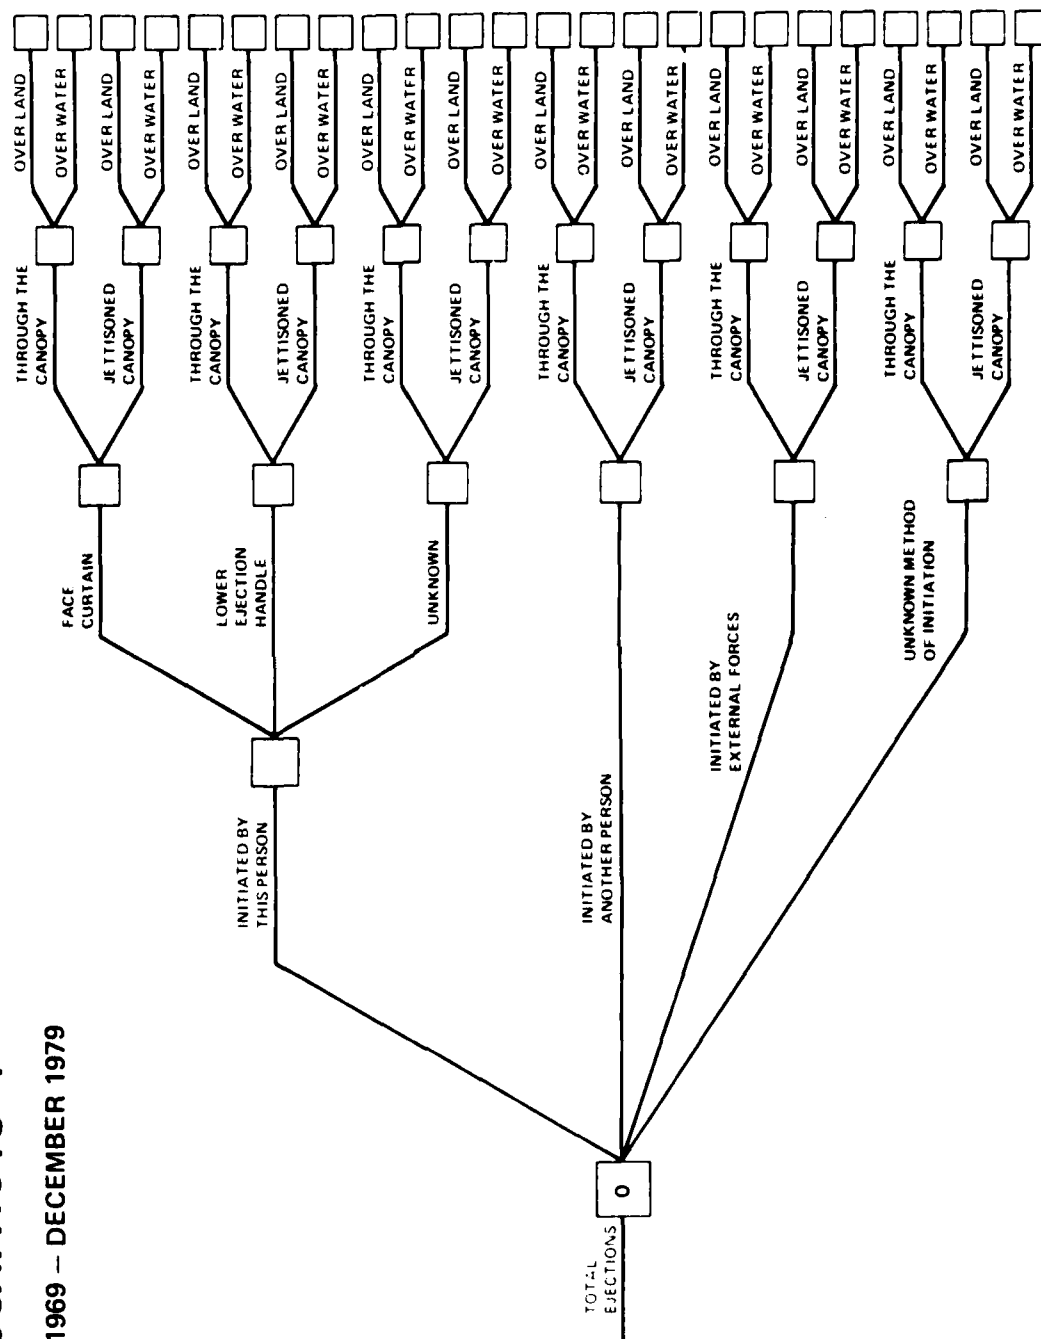 1969 – DECEMBER 1979
TOTAL
EJECTIONS
0
INITIATED BY
THIS PERSON
INITIATED BY
ANOTHER PERSON
INITIATED BY
EXTERNAL FORCES
UNKNOWN METHOD
OF INITIATION
FACE
CURTAIN
LOWER
EJECTION
HANDLE
UNKNOWN
THROUGH THE
CANOPY
JETTISONED
CANOPY
THROUGH THE
CANOPY
JETTISONED
CANOPY
THROUGH THE
CANOPY
JETTISONED
CANOPY
THROUGH THE
CANOPY
JETTISONED
CANOPY
THROUGH THE
CANOPY
JETTISONED
CANOPY
THROUGH THE
CANOPY
JETTISONED
CANOPY
OVER LAND
OVER WATER
OVER LAND
OVER WATER
OVER LAND
OVER WATER
OVER LAND
OVER WATER
OVER LAND
OVER WATER
OVER LAND
OVER WATER
OVER LAND
OVER WATER
OVER LAND
OVER WATER
OVER LAND
OVER WATER
OVER LAND
OVER WATER
OVER LAND
OVER WATER
OVER LAND
OVER WATER